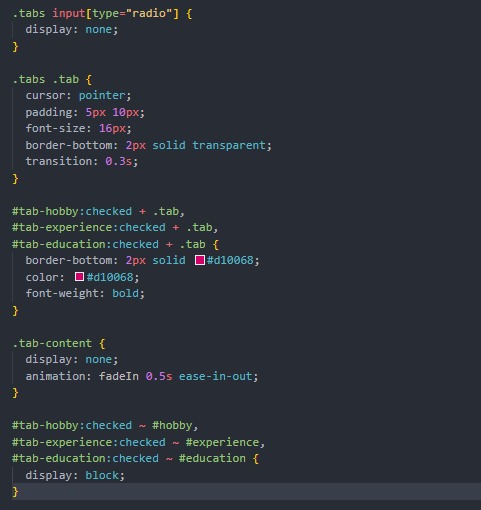 .tabs input[type="radio"] {
display: none;
}
.tabs .tab {
cursor: pointer;
padding: 5px 10px;
font-size: 16px;
border-bottom: 2px solid transparent;
transition: 0.3s;
}
#tab-hobby:checked + .tab,
#tab-experience:checked + .tab,
#tab-education:checked + .tab {
border-bottom: 2px solid #d10068;
color: #d10068;
font-weight: bold;
}
.tab-content {
display: none;
animation: fadeIn 0.5s ease-in-out;
}
#tab-hobby:checked ~ #hobby,
#tab-experience:checked ~ #experience,
#tab-education:checked ~ #education {
display: block;
}